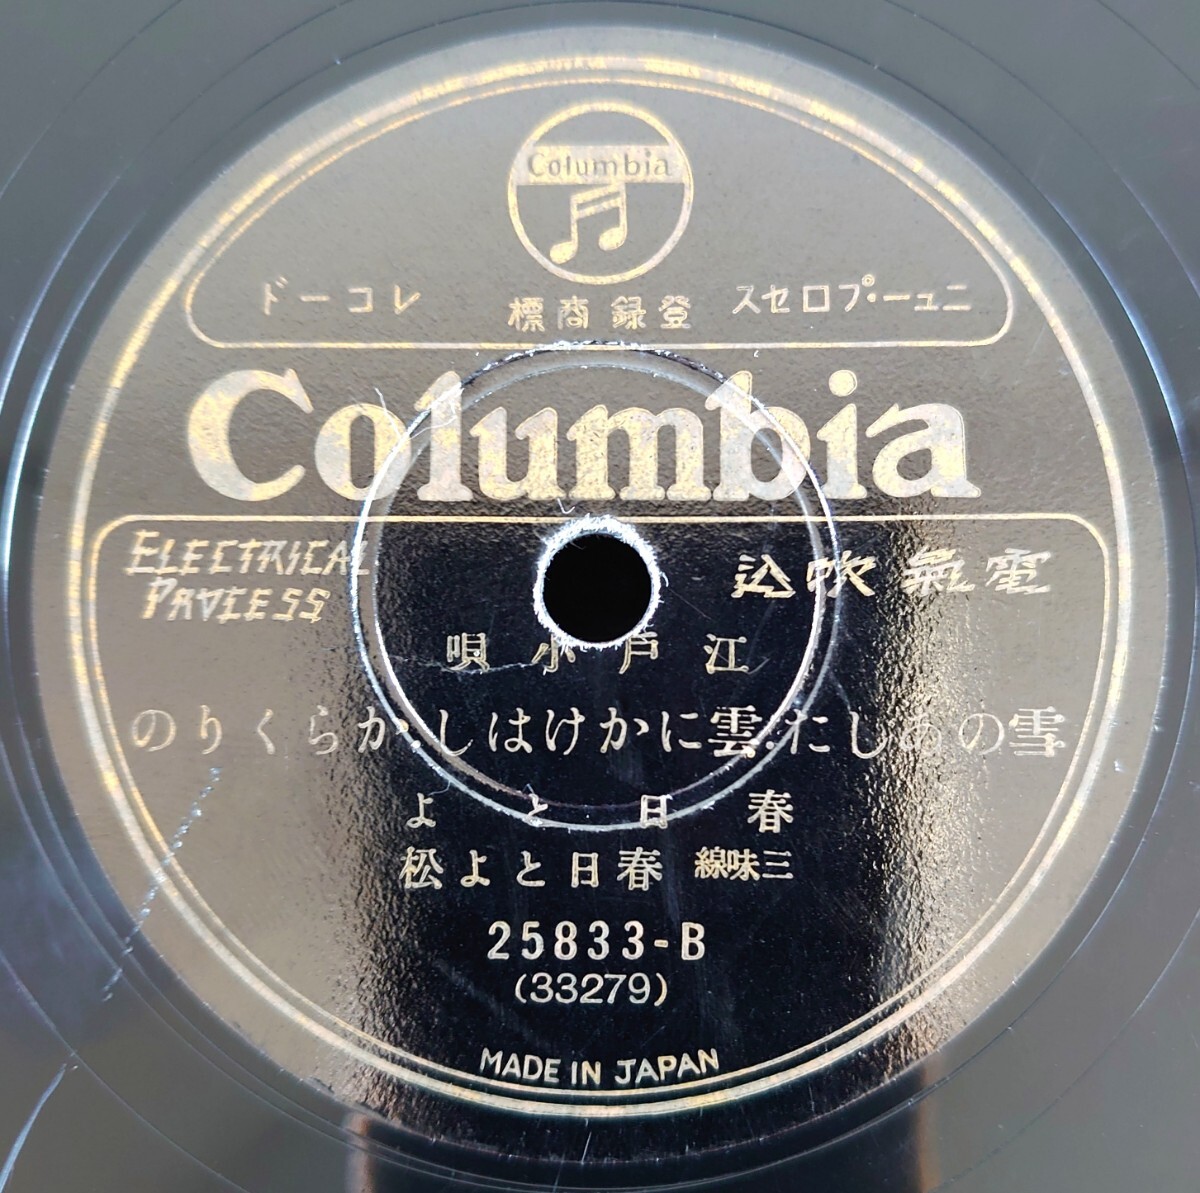 Columbia
ニュー・プロセス 登録商標 レコード
Columbia
ELECTRICAL PROCESS
電氣吹込
江戸小唄
雪のあした・雲にかけはし・からくりの
春日とよ
三味線 春日とよ松
25833-B
(33279)
MADE IN JAPAN